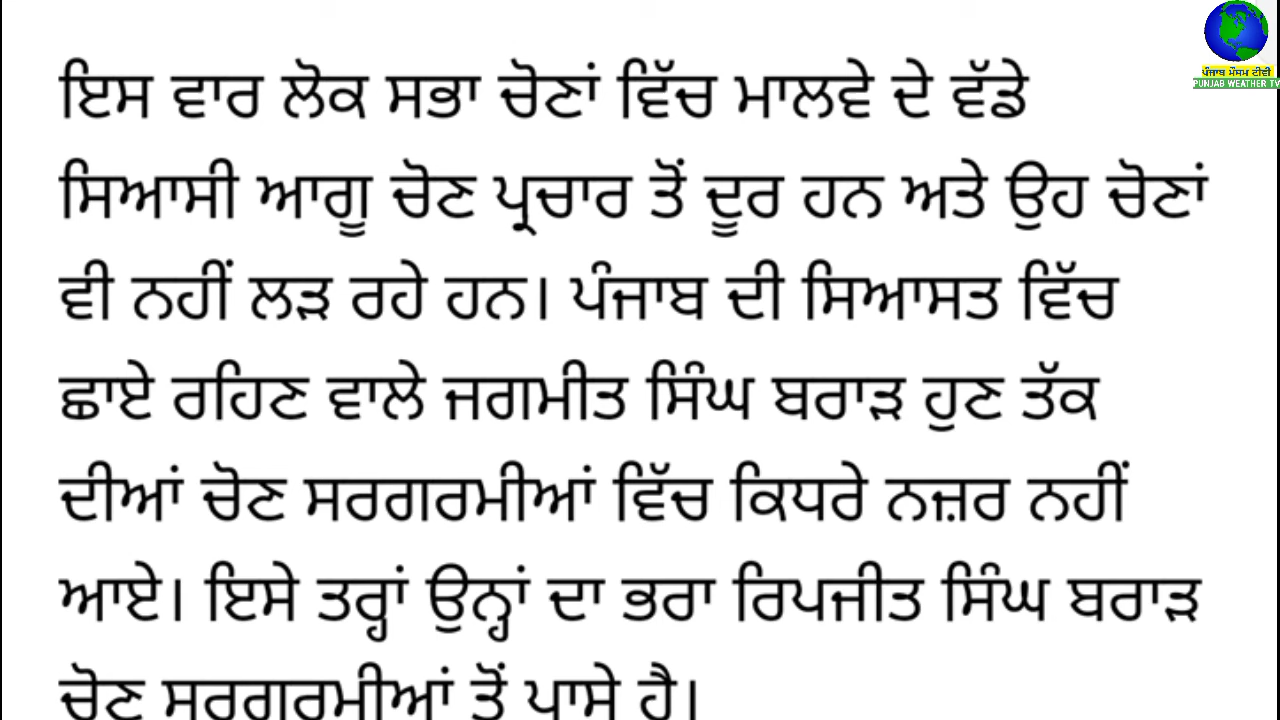 ਇਸ ਵਾਰ ਲੋਕ ਸਭਾ ਚੋਣਾਂ ਵਿੱਚ ਮਾਲਵੇ ਦੇ ਵੱਡੇ
ਸਿਆਸੀ ਆਗੂ ਚੋਣ ਪ੍ਰਚਾਰ ਤੋਂ ਦੂਰ ਹਨ ਅਤੇ ਉਹ ਚੋਣਾਂ
ਵੀ ਨਹੀਂ ਲੜ ਰਹੇ ਹਨ। ਪੰਜਾਬ ਦੀ ਸਿਆਸਤ ਵਿੱਚ
ਛਾਏ ਰਹਿਣ ਵਾਲੇ ਜਗਮੀਤ ਸਿੰਘ ਬਰਾੜ ਹੁਣ ਤੱਕ
ਦੀਆਂ ਚੋਣ ਸਰਗਰਮੀਆਂ ਵਿੱਚ ਕਿਧਰੇ ਨਜ਼ਰ ਨਹੀਂ
ਆਏ। ਇਸੇ ਤਰ੍ਹਾਂ ਉਨ੍ਹਾਂ ਦਾ ਭਰਾ ਰਿਪਜੀਤ ਸਿੰਘ ਬਰਾੜ
ਚੋਣ ਸਰਗਰਮੀਆਂ ਤੋਂ ਪਾਸੇ ਹੈ।
ਪੰਜਾਬ ਮੌਸਮ ਟੀਵੀ
PUNJAB WEATHER TV